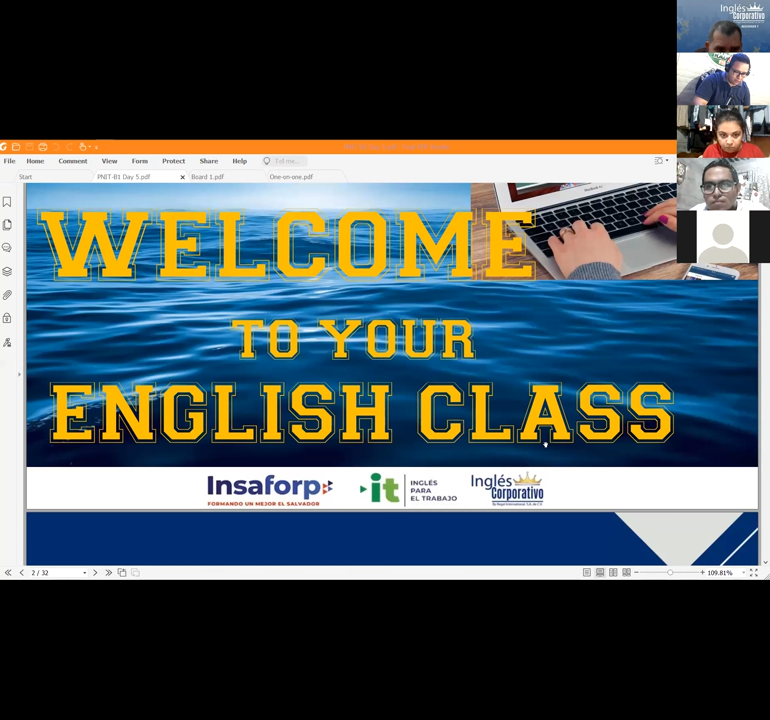 Inglés
Corporativo
File Home Comment View Form Protect Share Help Tell me...
Start PNIT-B1 Day 5.pdf Board 1.pdf One-on-one.pdf
WELCOME
TO YOUR
ENGLISH CLASS
Insaforp
FORMANDO UN MEJOR EL SALVADOR
it INGLÉS
PARA
EL TRABAJO
Inglés
Corporativo
2 / 32
109.81%